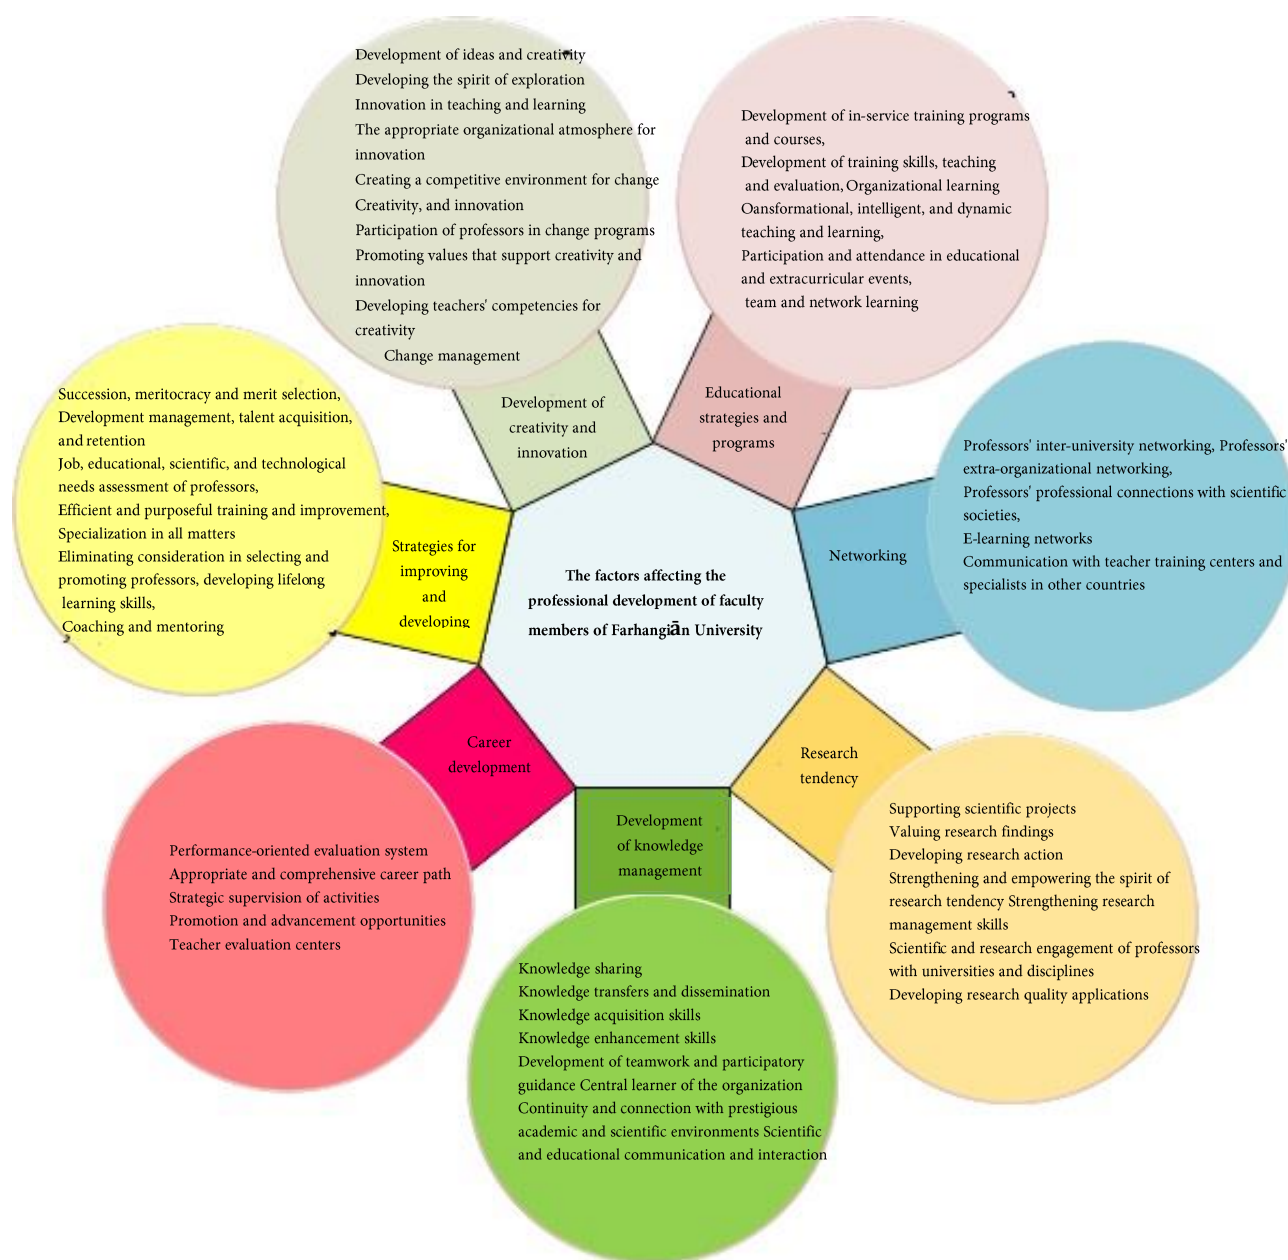 Development of ideas and creativity
Developing the spirit of exploration
Innovation in teaching and learning
The appropriate organizational atmosphere for
innovation
Creating a competitive environment for change
Creativity, and innovation
Participation of professors in change programs
Promoting values that support creativity and
innovation
Developing teachers' competencies for
creativity
Change management
Development of in-service training programs
and courses,
Development of training skills, teaching
and evaluation, Organizational learning
Oansformational, intelligent, and dynamic
teaching and learning,
Participation and attendance in educational
and extracurricular events,
team and network learning
Development of
creativity and
innovation
Educational
strategies and
programs
Succession, meritocracy and merit selection,
Development management, talent acquisition,
and retention
Job, educational, scientific, and technological
needs assessment of professors,
Efficient and purposeful training and improvement,
Specialization in all matters
Eliminating consideration in selecting and
promoting professors, developing lifelong
learning skills,
Coaching and mentoring
Strategies for
improving
and
developing
The factors affecting the
professional development of faculty
members of Farhangiān University
Networking
Professors' inter-university networking, Professors'
extra-organizational networking,
Professors' professional connections with scientific
societies,
E-learning networks
Communication with teacher training centers and
specialists in other countries
Career
development
Research
tendency
Development
of knowledge
management
Performance-oriented evaluation system
Appropriate and comprehensive career path
Strategic supervision of activities
Promotion and advancement opportunities
Teacher evaluation centers
Supporting scientific projects
Valuing research findings
Developing research action
Strengthening and empowering the spirit of
research tendency Strengthening research
management skills
Scientific and research engagement of professors
with universities and disciplines
Developing research quality applications
Knowledge sharing
Knowledge transfers and dissemination
Knowledge acquisition skills
Knowledge enhancement skills
Development of teamwork and participatory
guidance Central learner of the organization
Continuity and connection with prestigious
academic and scientific environments Scientific
and educational communication and interaction